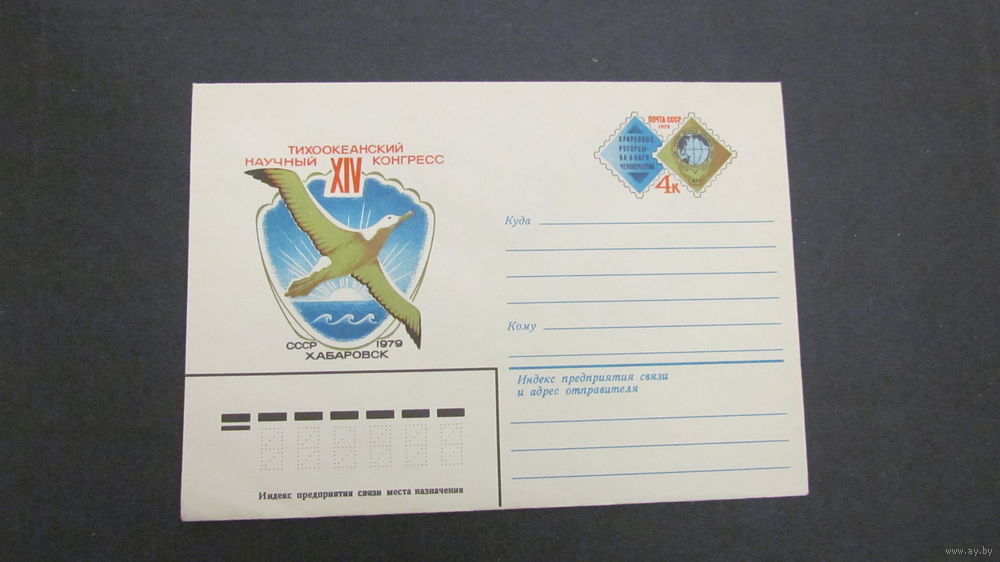 ТИХООКЕАНСКИЙ
НАУЧНЫЙ XIV КОНГРЕСС
СССР 1979
ХАБАРОВСК
ПОЧТА СССР
1979
ПРИРОДНЫЕ
РЕСУРСЫ-
НА БЛАГО
ЧЕЛОВЕЧЕСТВА
XIV
4К
Куда
Кому
Индекс предприятия связи
и адрес отправителя
Индекс предприятия связи места назначения
www.ay.by